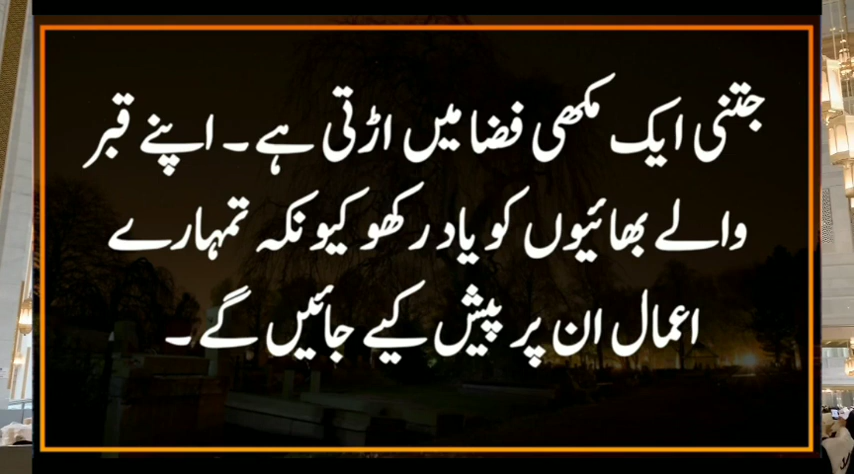 جتنی ایک مکھی فضا میں اڑتی ہے۔ اپنے قبر
والے بھائیوں کو یاد رکھو کیونکہ تمہارے
اعمال ان پر پیش کیے جائیں گے۔